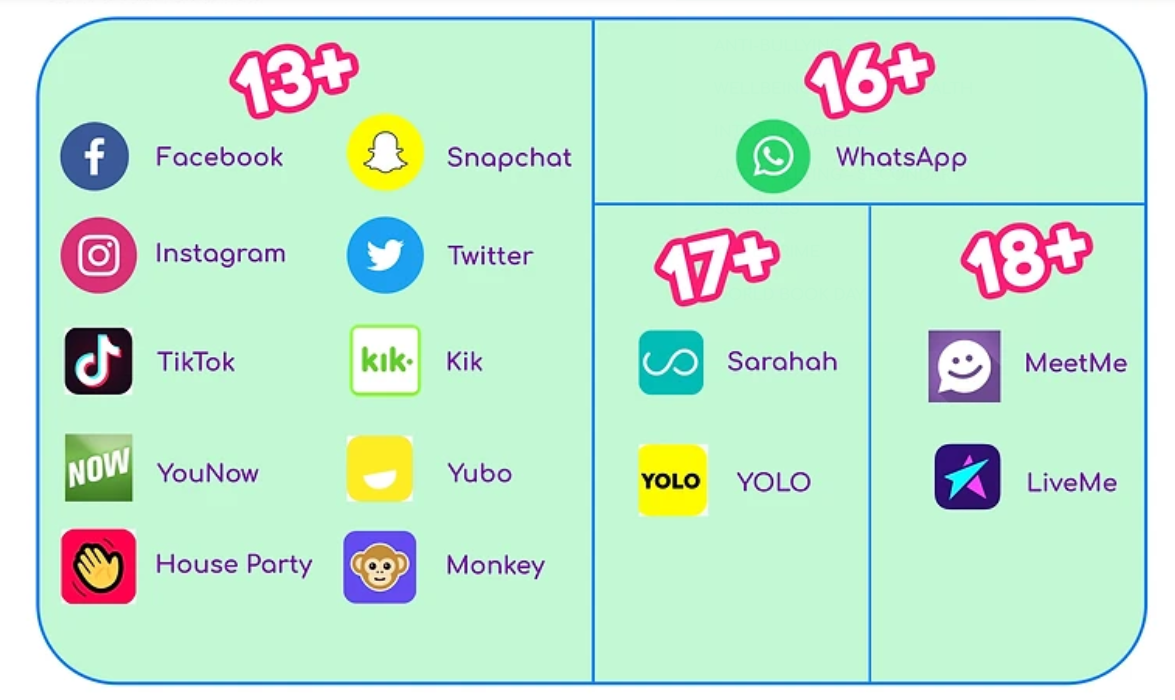 13+
Facebook
Snapchat
Instagram
Twitter
TikTok
kik.
Kik
NOW
YouNow
Yubo
House Party
Monkey
16+
WhatsApp
17+
Sarahah
YOLO
YOLO
18+
MeetMe
LiveMe